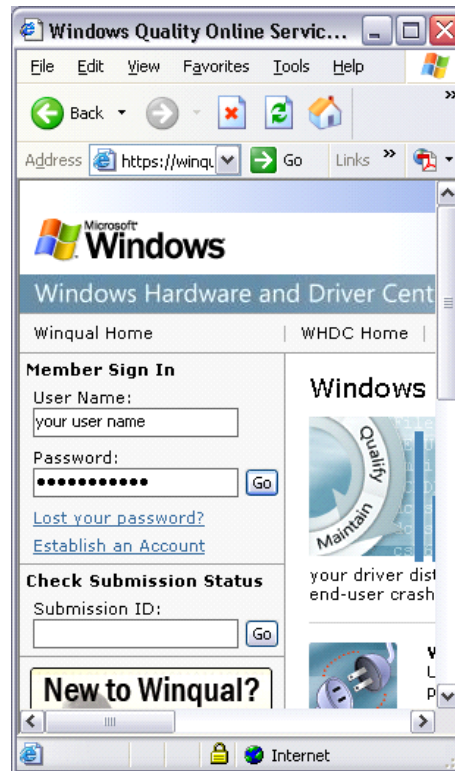 Windows Quality Online Servic...
File Edit View Favorites Tools Help
Back
Address https://winqu Go Links
Microsoft
Windows
Windows Hardware and Driver Cent
Winqual Home | WHDC Home |
Member Sign In
User Name:
your user name
Password:
●●●●●●●●●●● Go
Lost your password?
Establish an Account
Check Submission Status
Submission ID:
Go
New to Winqual?
Windows
Qualify
Maintain
your driver dist
end-user crash
Internet